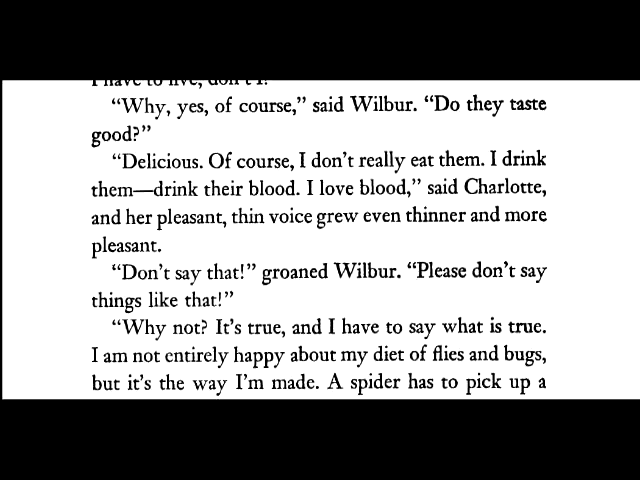 I have to live, don't I?
"Why, yes, of course," said Wilbur. "Do they taste
good?"
"Delicious. Of course, I don't really eat them. I drink
them—drink their blood. I love blood," said Charlotte,
and her pleasant, thin voice grew even thinner and more
pleasant.
"Don't say that!" groaned Wilbur. "Please don't say
things like that!"
"Why not? It's true, and I have to say what is true.
I am not entirely happy about my diet of flies and bugs,
but it's the way I'm made. A spider has to pick up a